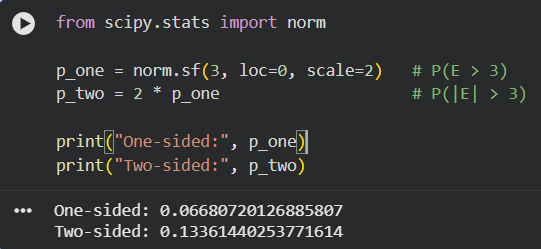 from scipy.stats import norm
p_one = norm.sf(3, loc=0, scale=2)   # P(E > 3)
p_two = 2 * p_one                    # P(|E| > 3)
print("One-sided:", p_one)
print("Two-sided:", p_two)
One-sided: 0.06680720126885807
Two-sided: 0.13361440253771614